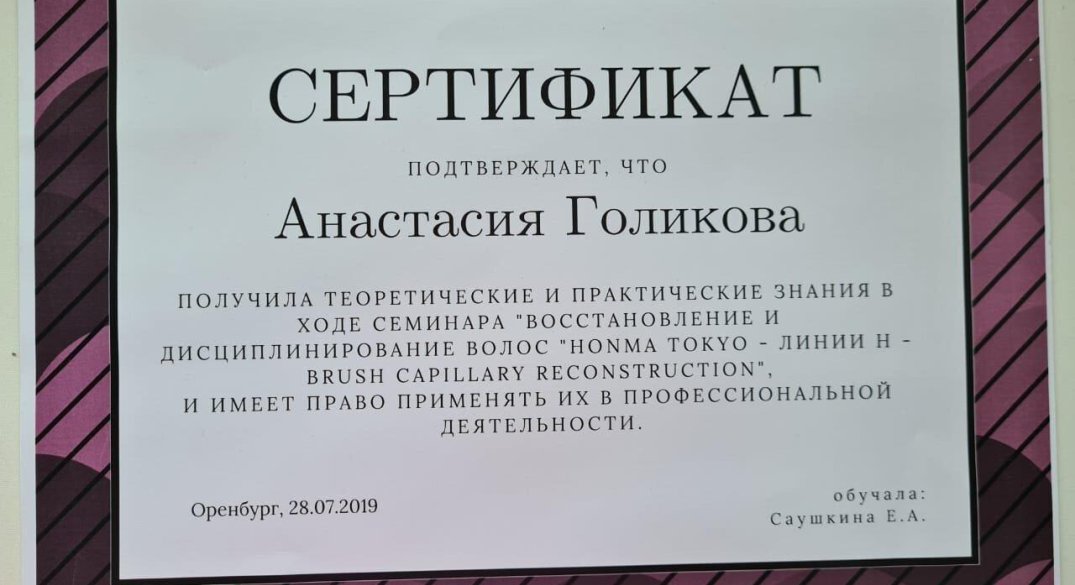 СЕРТИФИКАТ
ПОДТВЕРЖДАЕТ, ЧТО
Анастасия Голикова
ПОЛУЧИЛА ТЕОРЕТИЧЕСКИЕ И ПРАКТИЧЕСКИЕ ЗНАНИЯ В
ХОДЕ СЕМИНАРА "ВОССТАНОВЛЕНИЕ И
ДИСЦИПЛИНИРОВАНИЕ ВОЛОС "HONMA TOKYO - ЛИНИИ H -
BRUSH CAPILLARY RECONSTRUCTION",
И ИМЕЕТ ПРАВО ПРИМЕНЯТЬ ИХ В ПРОФЕССИОНАЛЬНОЙ
ДЕЯТЕЛЬНОСТИ.
Оренбург, 28.07.2019
обучала:
Саушкина Е.А.